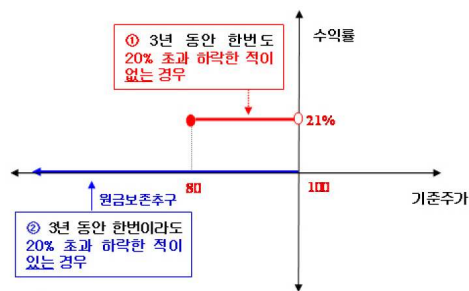 ① 3년 동안 한번도
20% 초과 하락한 적이
없는 경우
수익률
21%
80
100
기준주가
원금보존추구
② 3년 동안 한번이라도
20% 초과 하락한 적이
있는 경우